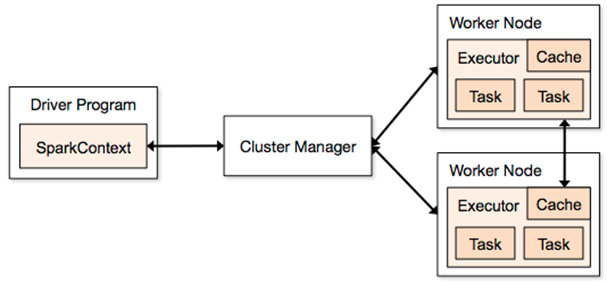 Driver Program
SparkContext
Cluster Manager
Worker Node
Executor
Cache
Task
Task
Worker Node
Executor
Cache
Task
Task